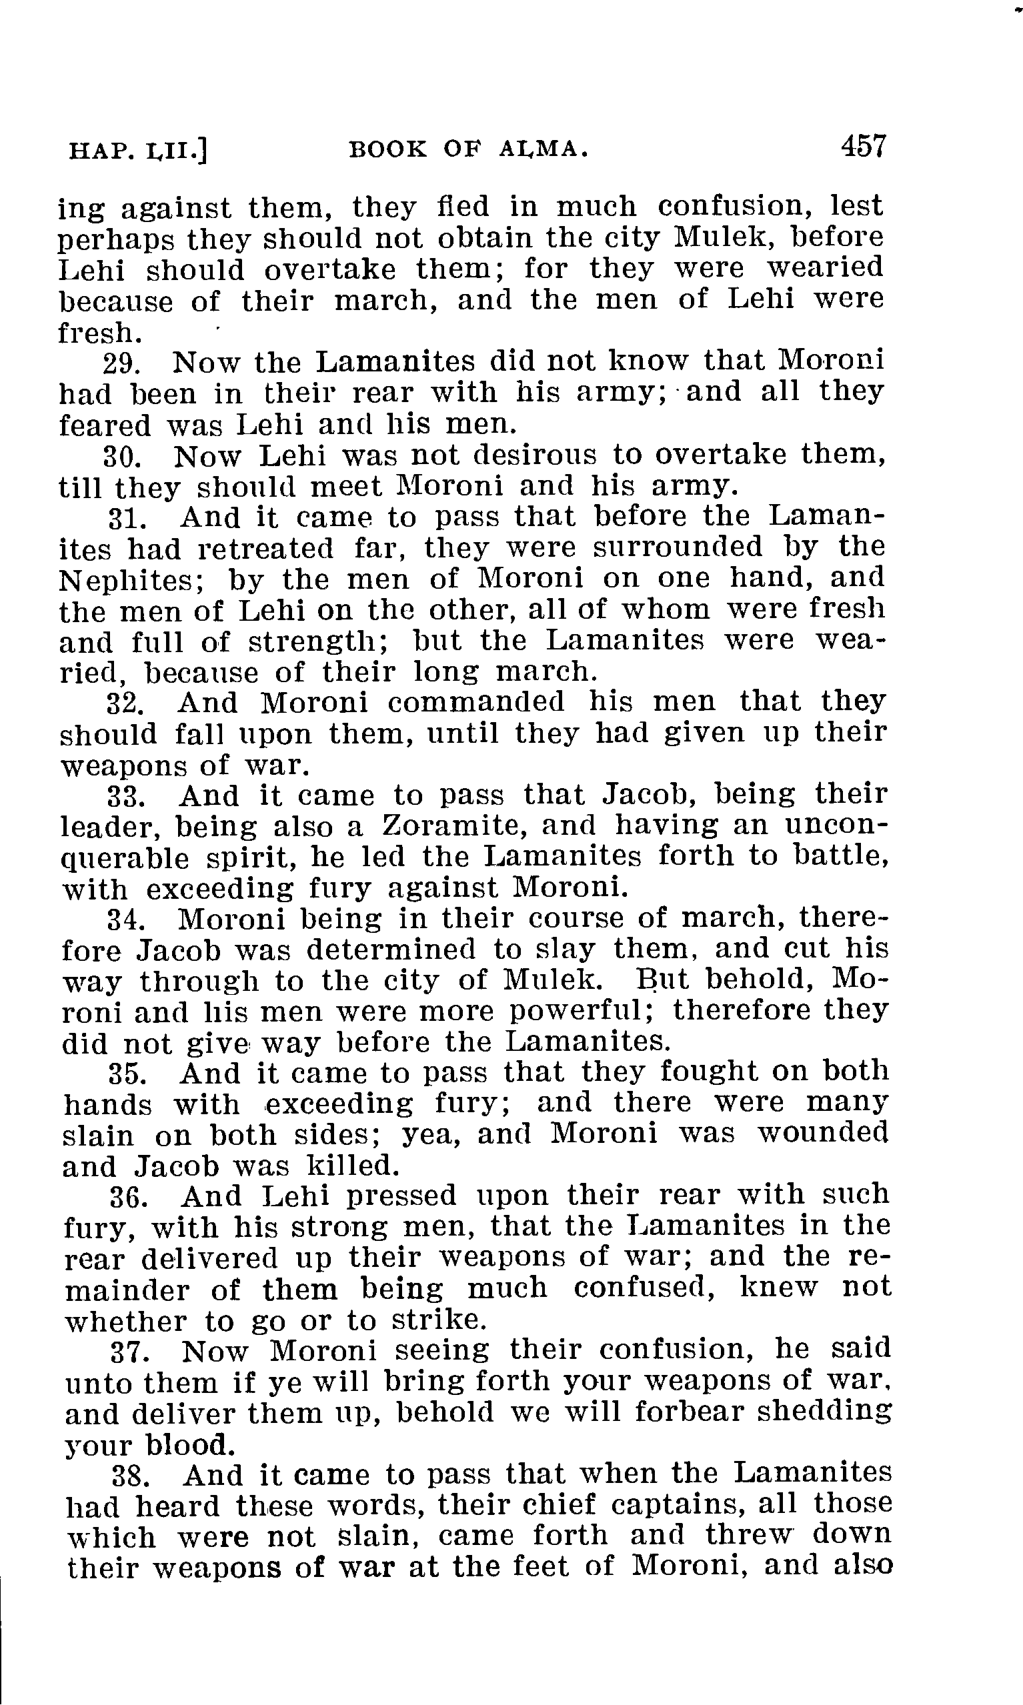 HAP. LII.] BOOK OF ALMA. 457
ing against them, they fled in much confusion, lest
perhaps they should not obtain the city Mulek, before
Lehi should overtake them; for they were wearied
because of their march, and the men of Lehi were
fresh.
29. Now the Lamanites did not know that Moroni
had been in their rear with his army; and all they
feared was Lehi and his men.
30. Now Lehi was not desirous to overtake them,
till they should meet Moroni and his army.
31. And it came to pass that before the Laman-
ites had retreated far, they were surrounded by the
Nephites; by the men of Moroni on one hand, and
the men of Lehi on the other, all of whom were fresh
and full of strength; but the Lamanites were wea-
ried, because of their long march.
32. And Moroni commanded his men that they
should fall upon them, until they had given up their
weapons of war.
33. And it came to pass that Jacob, being their
leader, being also a Zoramite, and having an uncon-
querable spirit, he led the Lamanites forth to battle,
with exceeding fury against Moroni.
34. Moroni being in their course of march, there-
fore Jacob was determined to slay them, and cut his
way through to the city of Mulek. But behold, Mo-
roni and his men were more powerful; therefore they
did not give way before the Lamanites.
35. And it came to pass that they fought on both
hands with exceeding fury; and there were many
slain on both sides; yea, and Moroni was wounded
and Jacob was killed.
36. And Lehi pressed upon their rear with such
fury, with his strong men, that the Lamanites in the
rear delivered up their weapons of war; and the re-
mainder of them being much confused, knew not
whether to go or to strike.
37. Now Moroni seeing their confusion, he said
unto them if ye will bring forth your weapons of war,
and deliver them up, behold we will forbear shedding
your blood.
38. And it came to pass that when the Lamanites
had heard these words, their chief captains, all those
which were not slain, came forth and threw down
their weapons of war at the feet of Moroni, and also